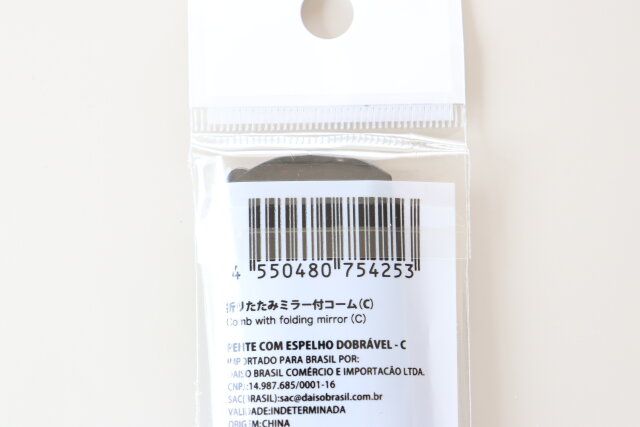 4 550480 754253
折りたたみミラー付コーム(C)
Comb with folding mirror (C)
PENTE COM ESPELHO DOBRÁVEL - C
IMPORTADO PARA BRASIL POR:
DAISO BRASIL COMÉRCIO E IMPORTACÃO LTDA.
CNPJ:14.987.685/0001-16
SAC(BRASIL):sac@daisobrasil.com.br
VALIDADE:INDETERMINADA
ORIGEM:CHINA